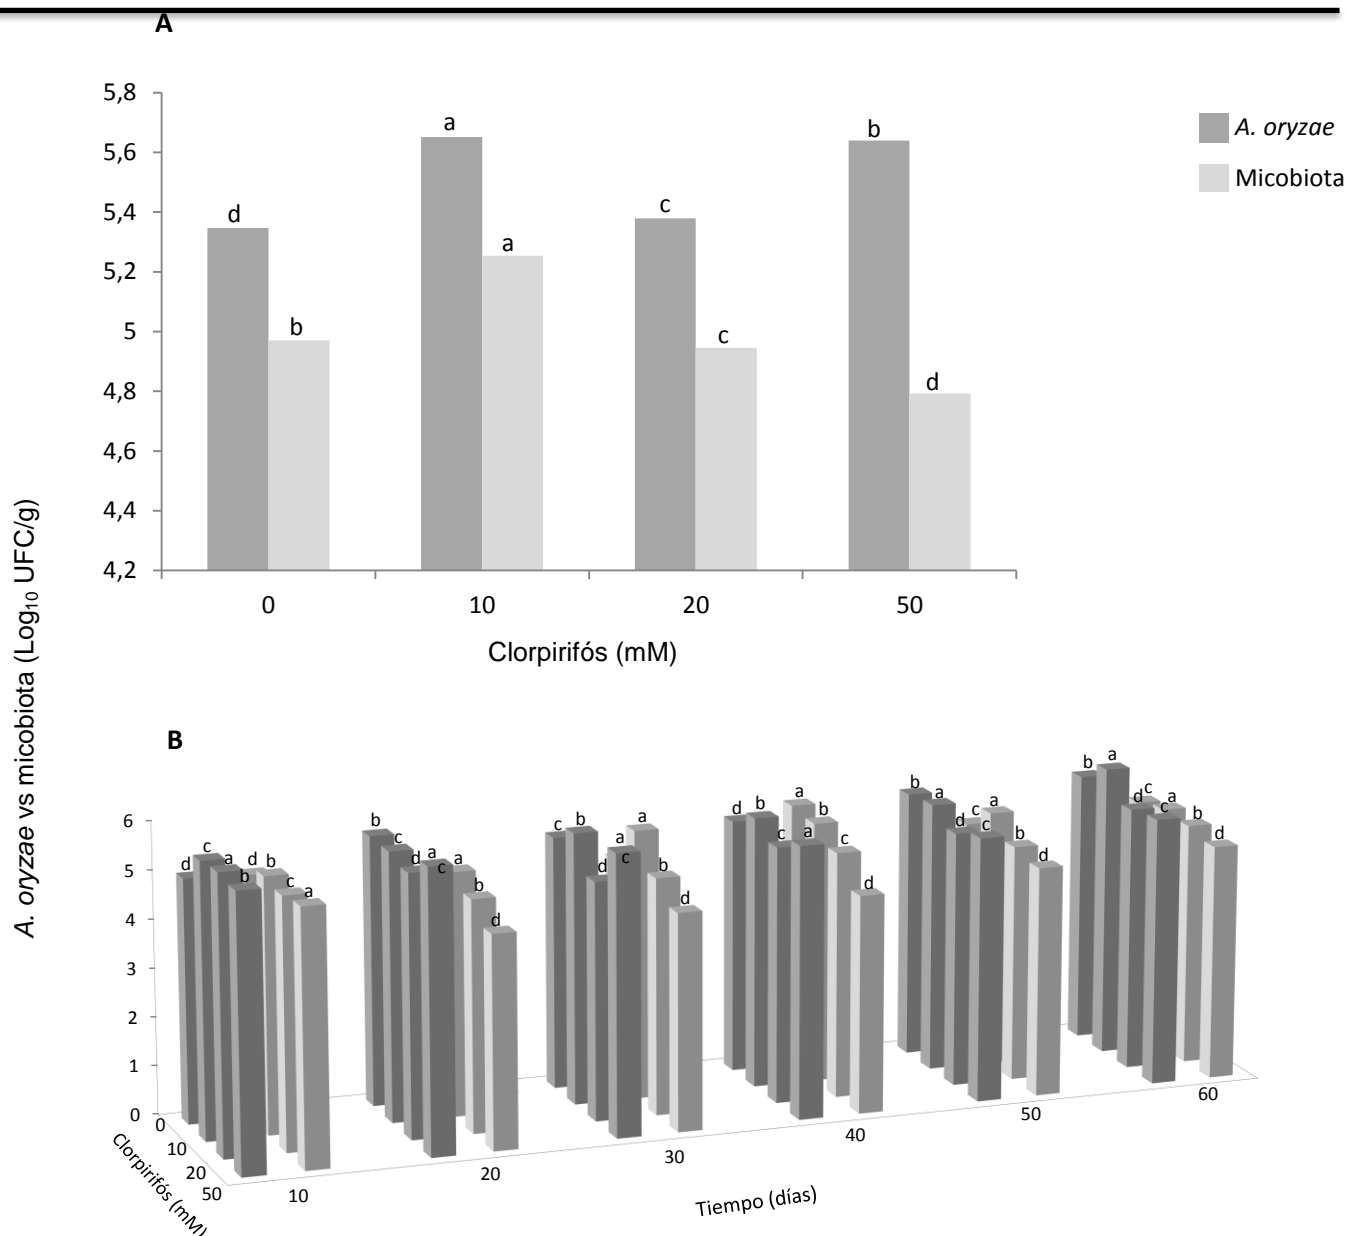 A
5,8
5,6
5,4
5,2
5
4,8
4,6
4,4
4,2
d
b
a
a
c
c
b
d
0
10
20
50
Clorpirifós (mM)
A. oryzae
Micobiota
A. oryzae vs micobiota (Log10 UFC/g)
B
6
5
4
3
2
1
0
d c a b d b c a
b c d a c a b d
c b d a c a b d
d b c a a b c d
b a d c c a b d
b a d c c a b d
0
10
20
50
Clorpirifós (mM)
10
20
30
40
50
60
Tiempo (días)